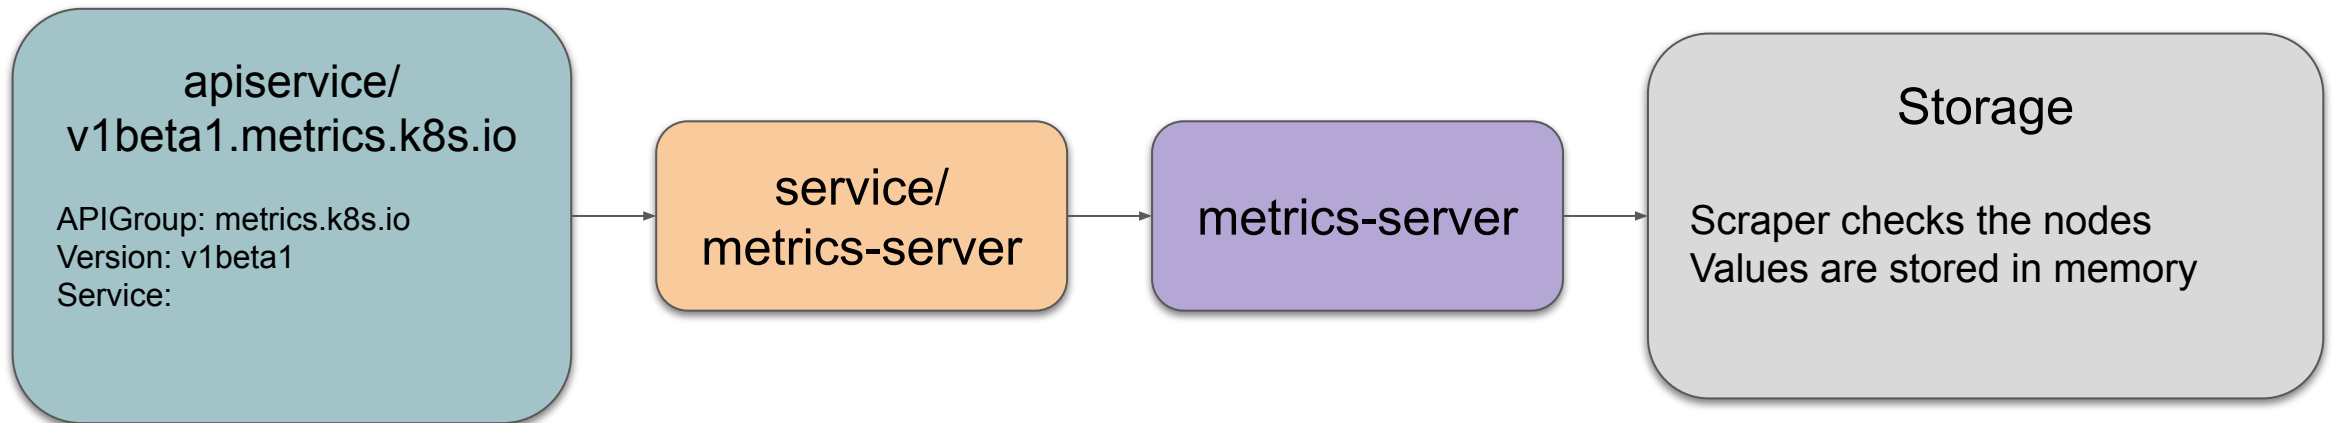 apiservice/
v1beta1.metrics.k8s.io
APIGroup: metrics.k8s.io
Version: v1beta1
Service:
service/
metrics-server
metrics-server
Storage
Scraper checks the nodes
Values are stored in memory